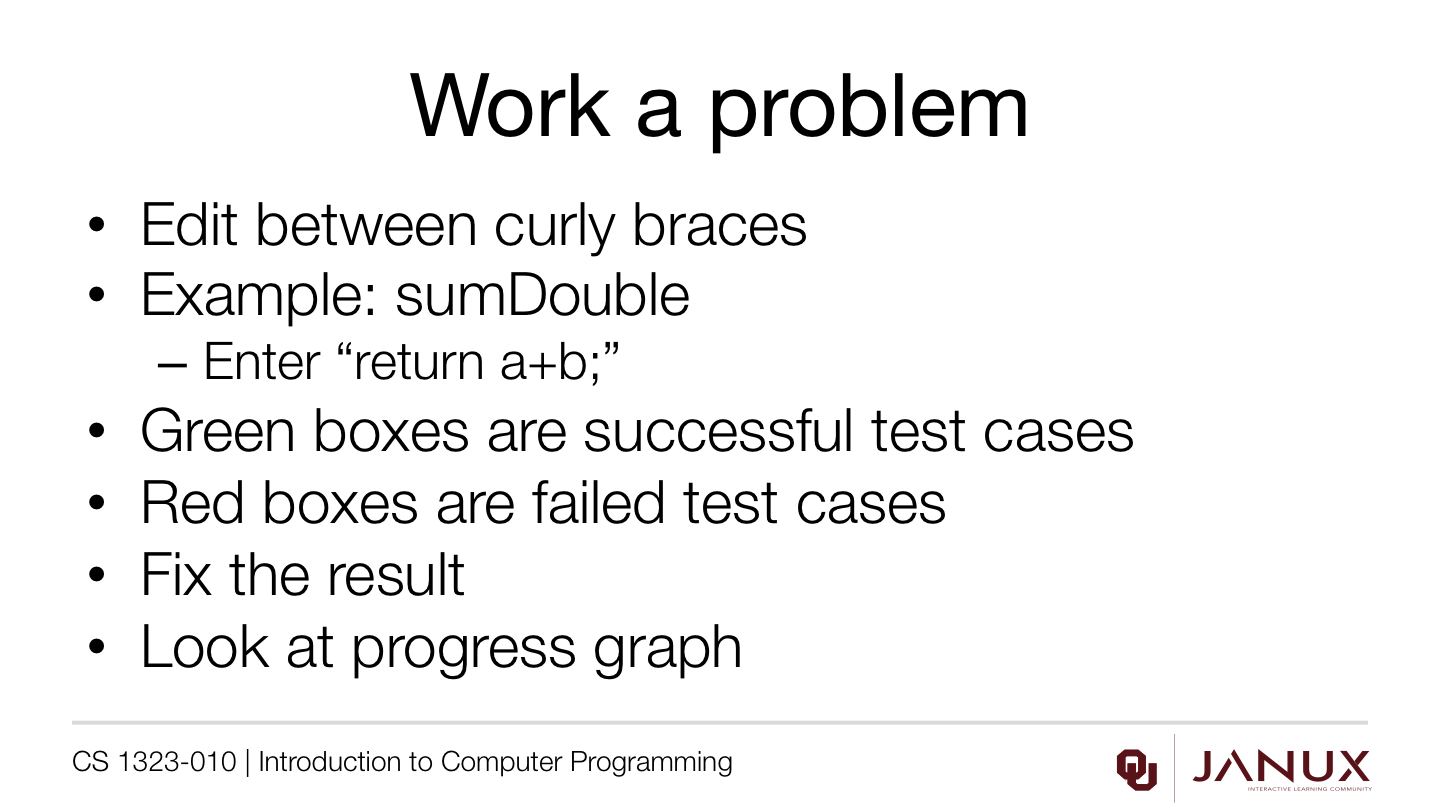 Work a problem
• Edit between curly braces
• Example: sumDouble
– Enter “return a+b;”
• Green boxes are successful test cases
• Red boxes are failed test cases
• Fix the result
• Look at progress graph
CS 1323-010 | Introduction to Computer Programming
OU JANUX
INTERACTIVE LEARNING COMMUNITY